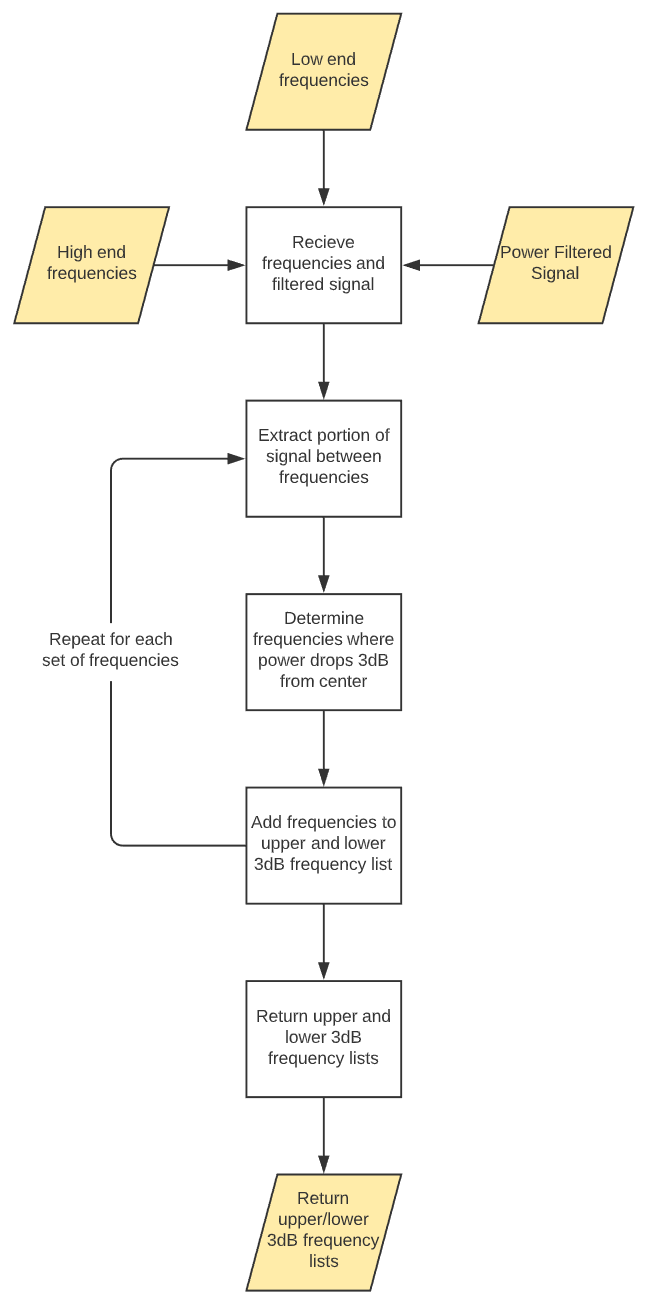 Low end
frequencies
High end
frequencies
Recieve
frequencies and
filtered signal
Power Filtered
Signal
Extract portion of
signal between
frequencies
Determine
frequencies where
power drops 3dB
from center
Repeat for each
set of frequencies
Add frequencies to
upper and lower
3dB frequency list
Return upper and
lower 3dB
frequency lists
Return
upper/lower
3dB frequency
lists